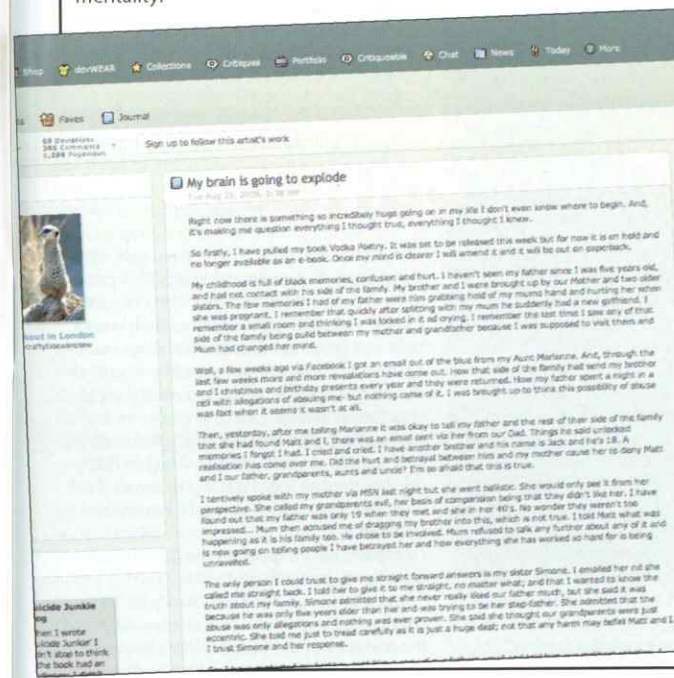 mentality.
Shop devWEAR Collections Critiques Portfolio Critiqueable Chat News Today More
Faves Journal
68 Deviations
385 Comments
Pageviews
Sign up to follow this artist's work
My brain is going to explode
Right now there is something so incredibly huge going on in my life I don't even know where to begin. And,
it's making me question everything I thought true, everything I thought I knew.
So firstly, I have pulled my book Vodka Poetry. It was set to be released this week but for now it is on hold and
no longer available as an e-book. Once my mind is clearer I will amend it and it will be out on paperback.
My childhood is full of black memories, confusion and hurt. I haven't seen my father since I was five years old,
and had not contact with his side of the family. My brother and I were brought up by our Mother and two older
sisters. The few memories I had of my father were him grabbing hold of my mums hand and hurting her when
she was pregnant. I remember that quickly after splitting with my mum he suddenly had a new girlfriend. I
remember a small room and thinking I was locked in it ad crying. I remember the last time I saw any of that
side of the family being pulled between my mother and grandfather because I was supposed to visit them and
Mum had changed her mind.
Well, a few weeks ago via Facebook I got an email out of the blue from my Aunt Marianne. And, through the
last few weeks more and more revealations have come out. How that side of the family had send my brother
and I christmas and birthday presents every year and they were returned. How my father spent a night in a
cell with allegations of abusing me- but nothing came of it. I was brought up to think this possibility of abuse
was fact when it seems it wasn't at all.
Then, yesterday, after me telling Marianne it was okay to tell my father and the rest of their side of the family
that she had found Matt and I, there was an email sent via her from our Dad. Things he said unlocked
memories I forgot I had. I cried and cried. I have another brother and his name is Jack and he's 18. A
realisation has come over me. Did the hurt and betrayal between him and my mother cause her to deny Matt
and I our father, grandparents, aunts and uncle? I'm so afraid that this is true.
I tentively spoke with my mother via MSN last night but she went ballistic. She would only see it from her
perspective. She called my grandparents evil, her basis of comparision being that they didn't like her. I have
found out that my father was only 19 when they met and she in her 40's. No wonder they weren't too
impressed... Mum then accused me of dragging my brother into this, which is not true. I told Matt what was
happening as it is his family too. He chose to be involved. Mum refused to talk any further about any of it and
is now going on telling people I have betrayed her and how everything she has worked so hard for is being
unravelled.
The only person I could trust to give me straight forward answers is my sister Simone. I emailed her nd she
called me straight back. I told her to give it to me straight, no matter what; and that I wanted to know the
truth about my family. Simone admitted that she never really liked our father much, but she said it was
because he was only five years older than her and was trying to be her step-father. She admitted that the
abuse was only allegations and nothing was ever proven. She said she thought our grandparents were just
eccentric. She told me just to tread carefully as it is just a huge deal; not that any harm may befall Matt and I.
I trust Simone and her response.
out in London
uicide Junkie
og
hen I wrote
uicide Junkie' I
n't stop to think
the book had an